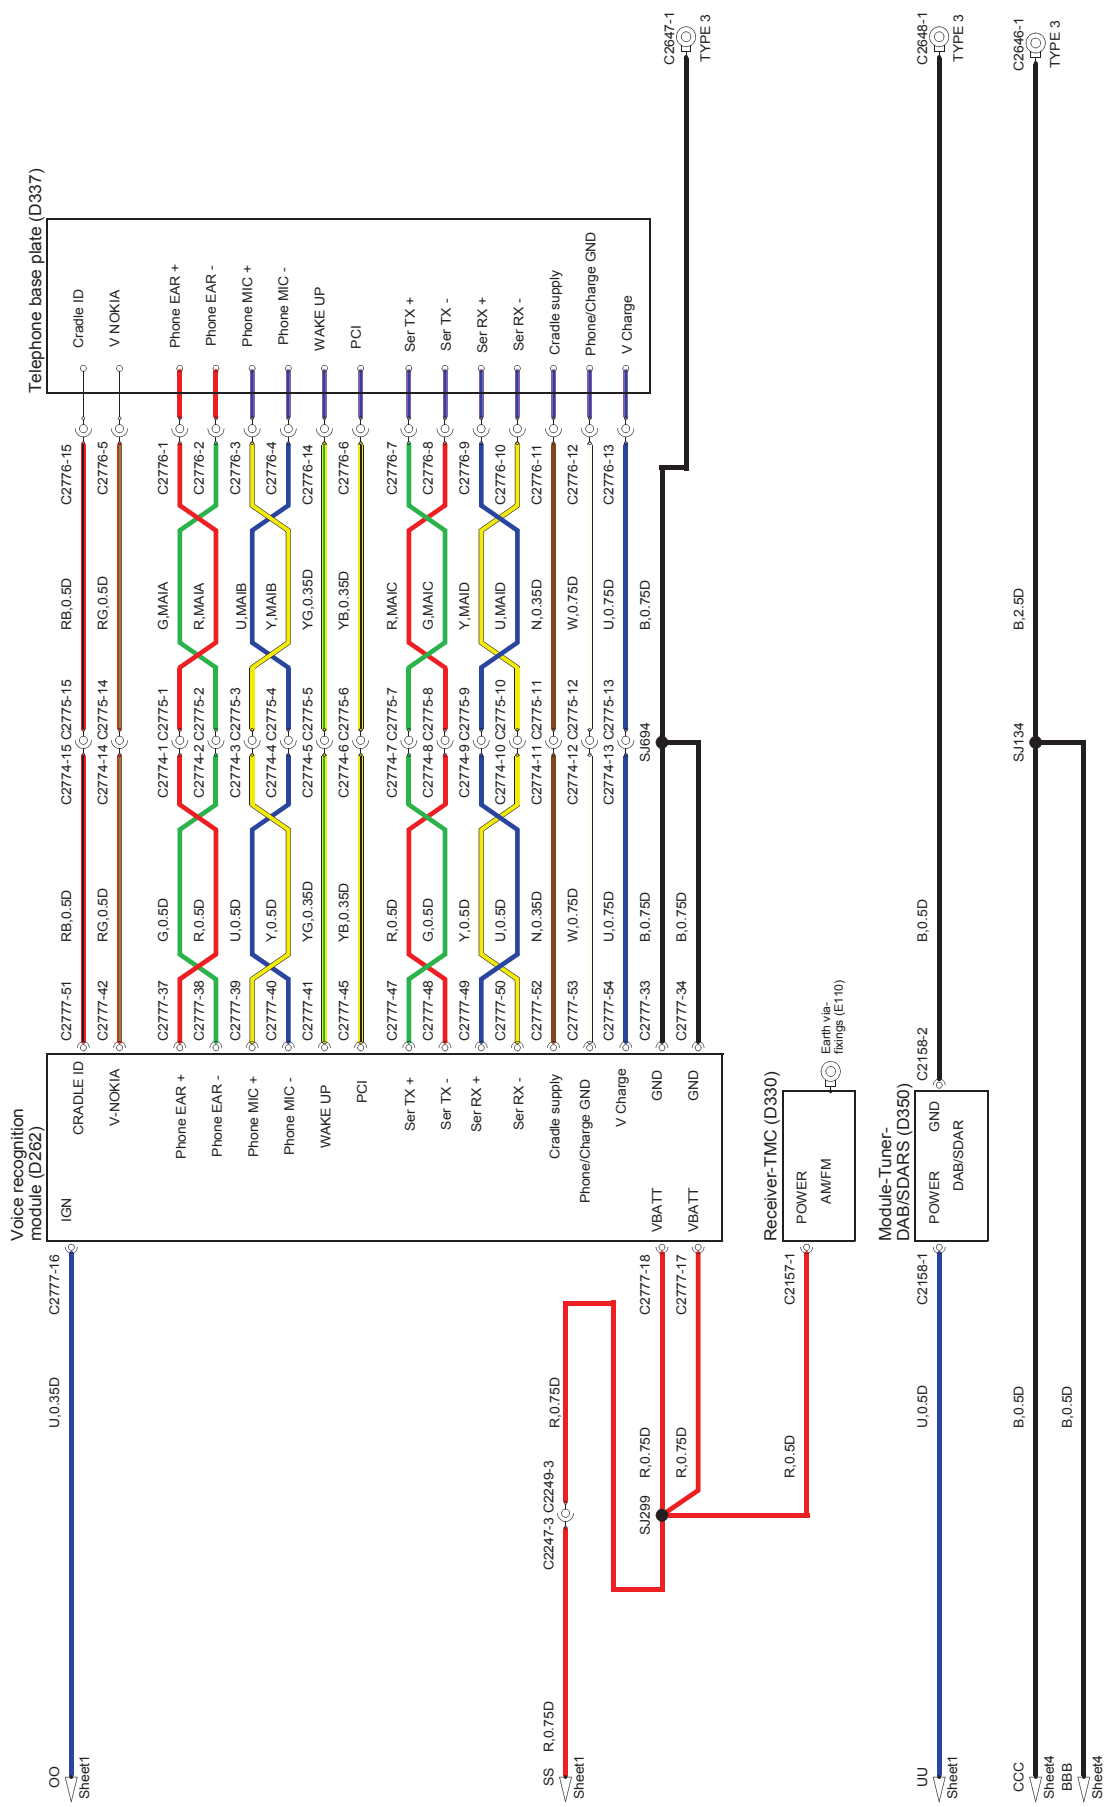 Voice recognition
module (D262)
IGN
CRADLE ID
V-NOKIA
Phone EAR +
Phone EAR -
Phone MIC +
Phone MIC -
WAKE UP
PCI
Ser TX +
Ser TX -
Ser RX +
Ser RX -
Cradle supply
Phone/Charge GND
V Charge
VBATT
GND
VBATT
GND
Telephone base plate (D337)
Cradle ID
V NOKIA
Phone EAR +
Phone EAR -
Phone MIC +
Phone MIC -
WAKE UP
PCI
Ser TX +
Ser TX -
Ser RX +
Ser RX -
Cradle supply
Phone/Charge GND
V Charge
OO
Sheet1
U,0.35D
C2777-16
C2777-51
RB,0.5D
C2774-15
C2775-15
RB,0.5D
C2776-15
C2777-42
RG,0.5D
C2774-14
C2775-14
RG,0.5D
C2776-5
C2777-37
G,0.5D
C2774-1
C2775-1
G,MAIA
C2776-1
C2777-38
R,0.5D
C2774-2
C2775-2
R,MAIA
C2776-2
C2777-39
U,0.5D
C2774-3
C2775-3
U,MAIB
C2776-3
C2777-40
Y,0.5D
C2774-4
C2775-4
Y,MAIB
C2776-4
C2777-41
YG,0.35D
C2774-5
C2775-5
YG,0.35D
C2776-14
C2777-45
YB,0.35D
C2774-6
C2775-6
YB,0.35D
C2776-6
C2777-47
R,0.5D
C2774-7
C2775-7
R,MAIC
C2776-7
C2777-48
G,0.5D
C2774-8
C2775-8
G,MAIC
C2776-8
C2777-49
Y,0.5D
C2774-9
C2775-9
Y,MAID
C2776-9
C2777-50
U,0.5D
C2774-10
C2775-10
U,MAID
C2776-10
C2777-52
N,0.35D
C2774-11
C2775-11
N,0.35D
C2776-11
C2777-53
W,0.75D
C2774-12
C2775-12
W,0.75D
C2776-12
C2777-54
U,0.75D
C2774-13
C2775-13
U,0.75D
C2776-13
C2777-33
B,0.75D
SJ694
B,0.75D
C2647-1
TYPE 3
C2777-34
B,0.75D
SS
Sheet1
R,0.75D
C2247-3
C2249-3
R,0.75D
SJ299
R,0.75D
C2777-18
R,0.75D
C2777-17
R,0.5D
C2157-1
Receiver-TMC (D330)
POWER
AM/FM
Earth via-
fixings (E110)
Module-Tuner-
DAB/SDARS (D350)
POWER
GND
DAB/SDAR
UU
Sheet1
U,0.5D
C2158-1
C2158-2
B,0.5D
C2648-1
TYPE 3
CCC
Sheet4
B,0.5D
SJ134
B,2.5D
C2646-1
TYPE 3
BBB
Sheet4
B,0.5D